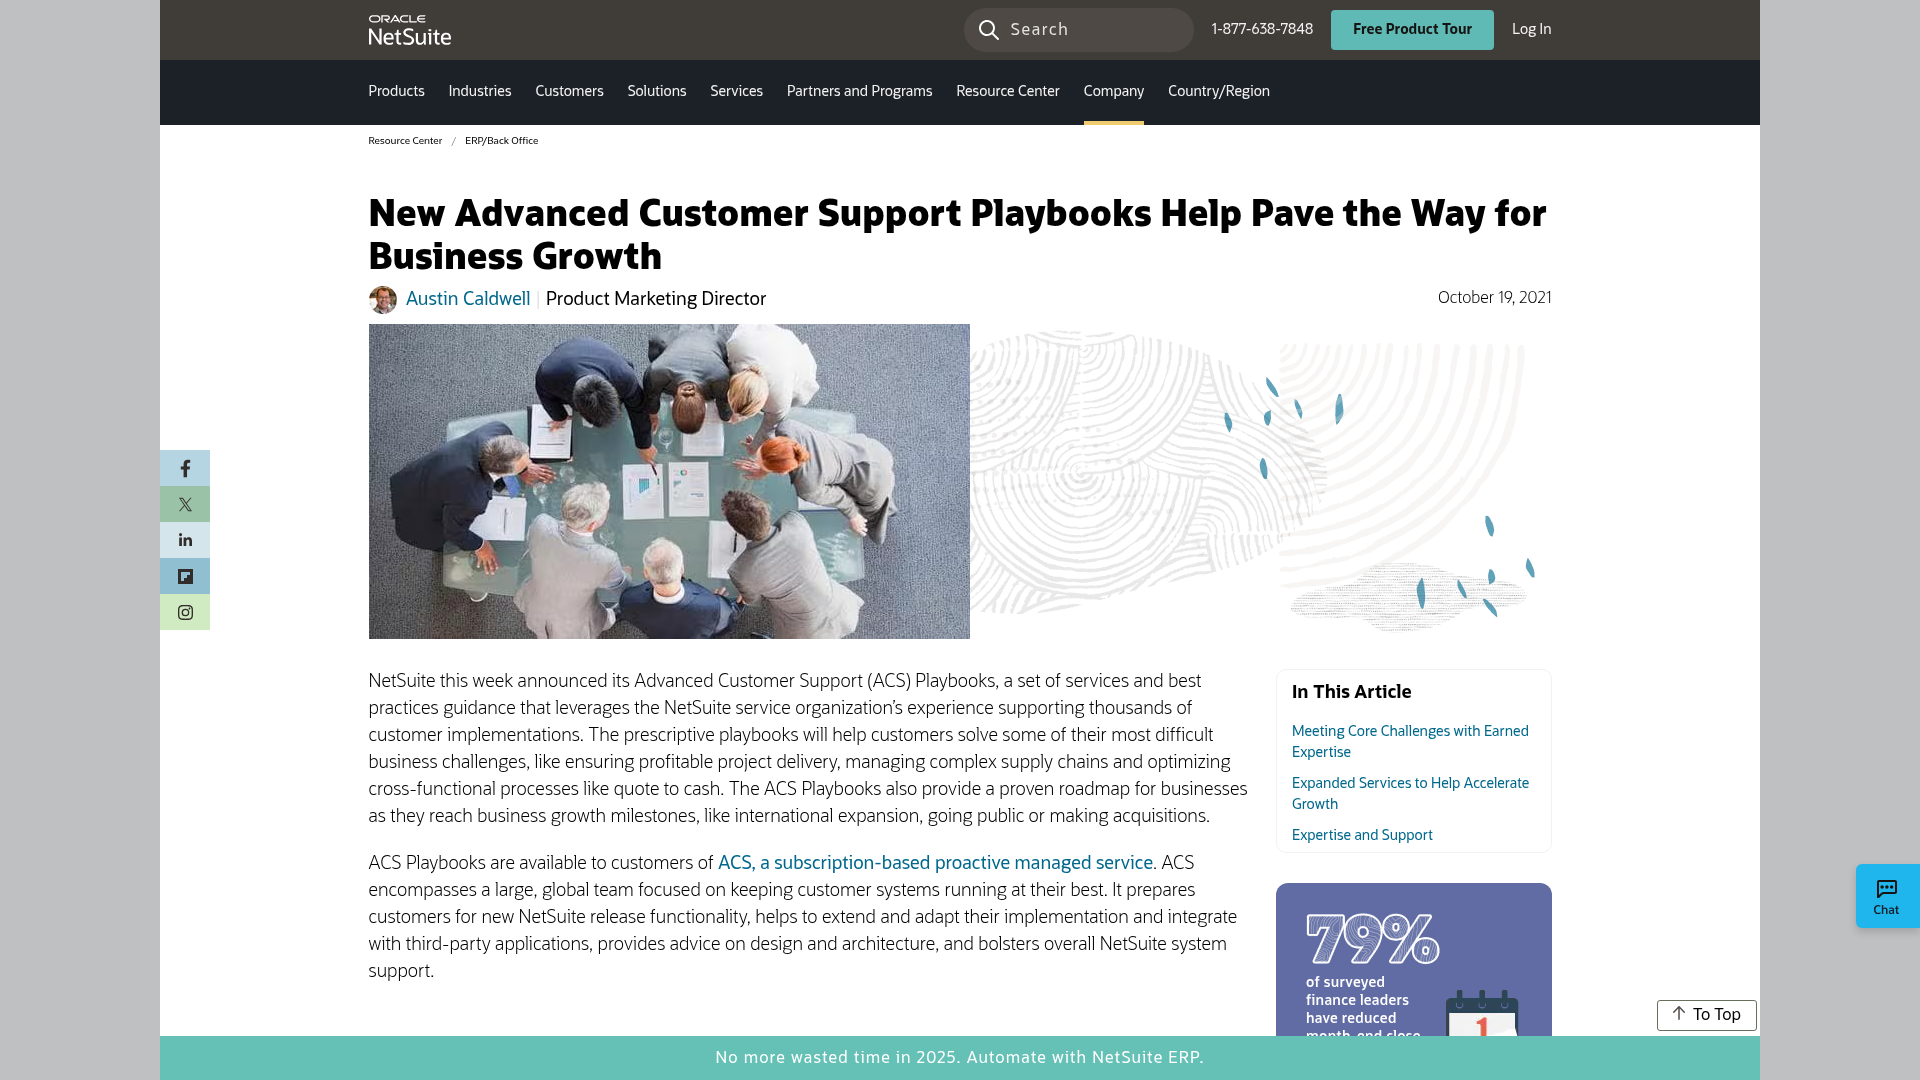 ORACLE
NetSuite
Search
1-877-638-7848
Free Product Tour
Log In
Products
Industries
Customers
Solutions
Services
Partners and Programs
Resource Center
Company
Country/Region
Resource Center / ERP/Back Office
New Advanced Customer Support Playbooks Help Pave the Way for
Business Growth
Austin Caldwell | Product Marketing Director
October 19, 2021
NetSuite this week announced its Advanced Customer Support (ACS) Playbooks, a set of services and best
practices guidance that leverages the NetSuite service organization’s experience supporting thousands of
customer implementations. The prescriptive playbooks will help customers solve some of their most difficult
business challenges, like ensuring profitable project delivery, managing complex supply chains and optimizing
cross-functional processes like quote to cash. The ACS Playbooks also provide a proven roadmap for businesses
as they reach business growth milestones, like international expansion, going public or making acquisitions.
ACS Playbooks are available to customers of ACS, a subscription-based proactive managed service. ACS
encompasses a large, global team focused on keeping customer systems running at their best. It prepares
customers for new NetSuite release functionality, helps to extend and adapt their implementation and integrate
with third-party applications, provides advice on design and architecture, and bolsters overall NetSuite system
support.
In This Article
Meeting Core Challenges with Earned
Expertise
Expanded Services to Help Accelerate
Growth
Expertise and Support
79%
of surveyed
finance leaders
have reduced
month-end close
1
Chat
To Top
No more wasted time in 2025. Automate with NetSuite ERP.